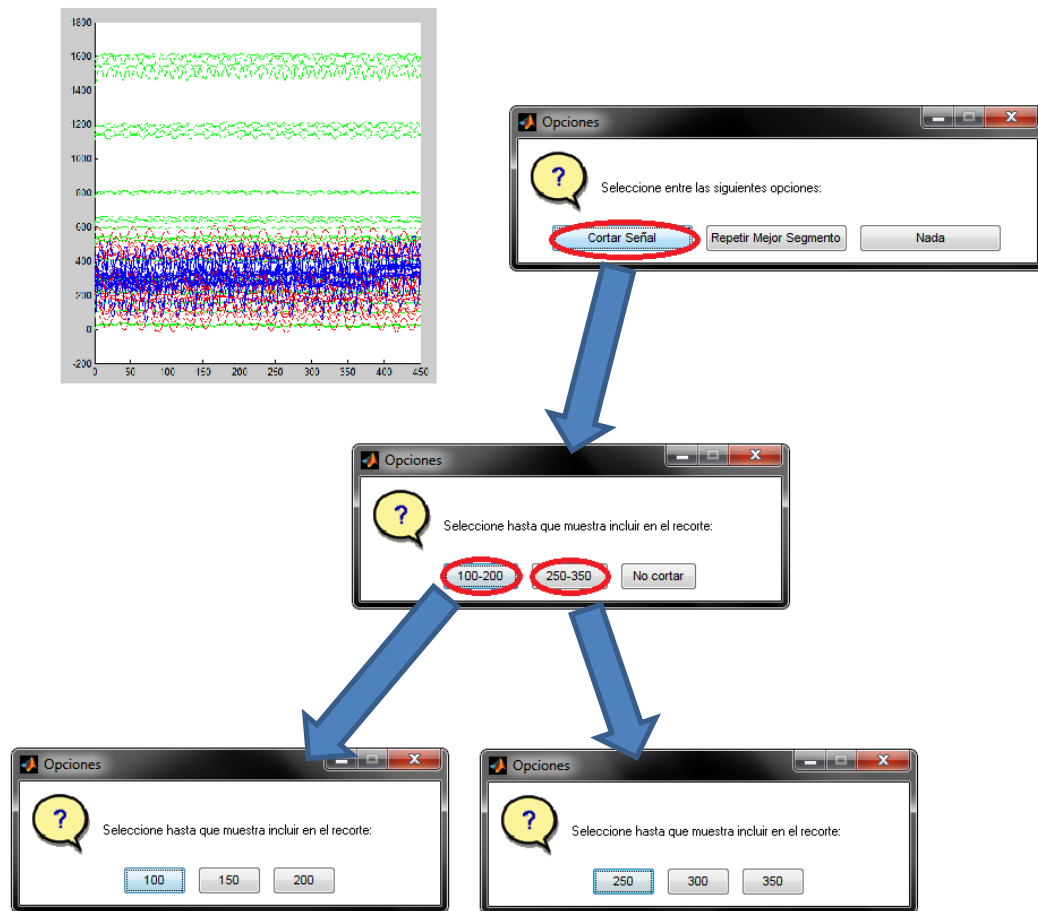 1800
1600
1400
1200
1000
800
600
400
200
0
-200
0 50 100 150 200 250 300 350 400 450
Opciones
Seleccione entre las siguientes opciones:
Cortar Señal Repetir Mejor Segmento Nada
Opciones
Seleccione hasta que muestra incluir en el recorte:
100-200 250-350 No cortar
Opciones
Seleccione hasta que muestra incluir en el recorte:
100 150 200
Opciones
Seleccione hasta que muestra incluir en el recorte:
250 300 350